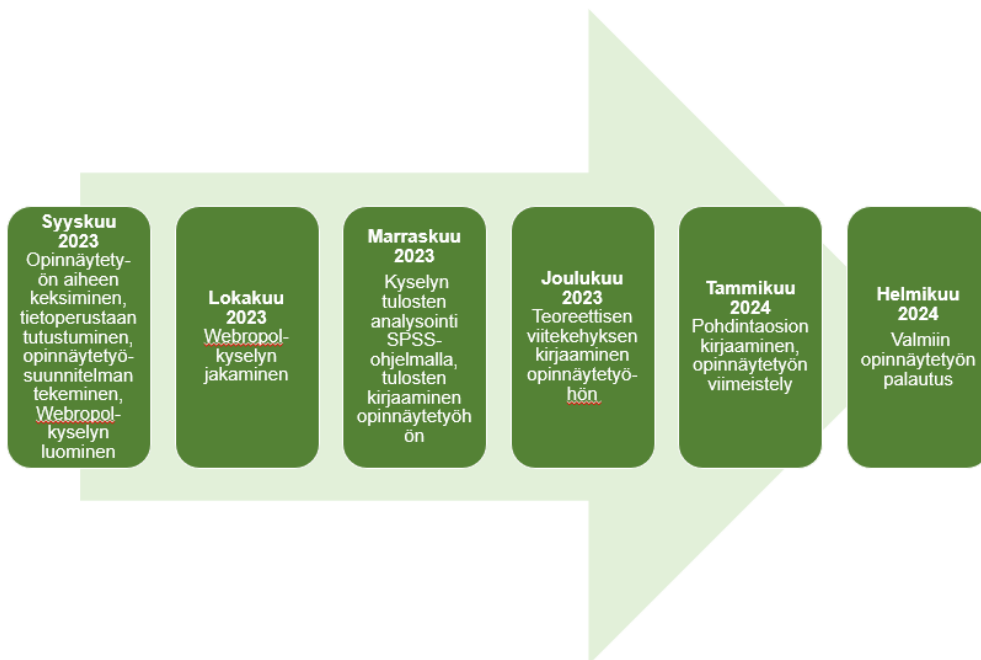 Syyskuu
2023
Opinnäytety-
ön aiheen
keksiminen,
tietoperustaan
tutustuminen,
opinnäytetyö-
suunnitelman
tekeminen,
Webropol-
kyselyn
luominen
Lokakuu
2023
Webropol-
kyselyn
jakaminen
Marraskuu
2023
Kyselyn
tulosten
analysointi
SPSS-
ohjelmalla,
tulosten
kirjaaminen
opinnäytetyöh
ön
Joulukuu
2023
Teoreettisen
viitekehyksen
kirjaaminen
opinnäytetyö-
hön
Tammikuu
2024
Pohdintaosion
kirjaaminen,
opinnäytetyön
viimeistely
Helmikuu
2024
Valmiin
opinnäytetyön
palautus